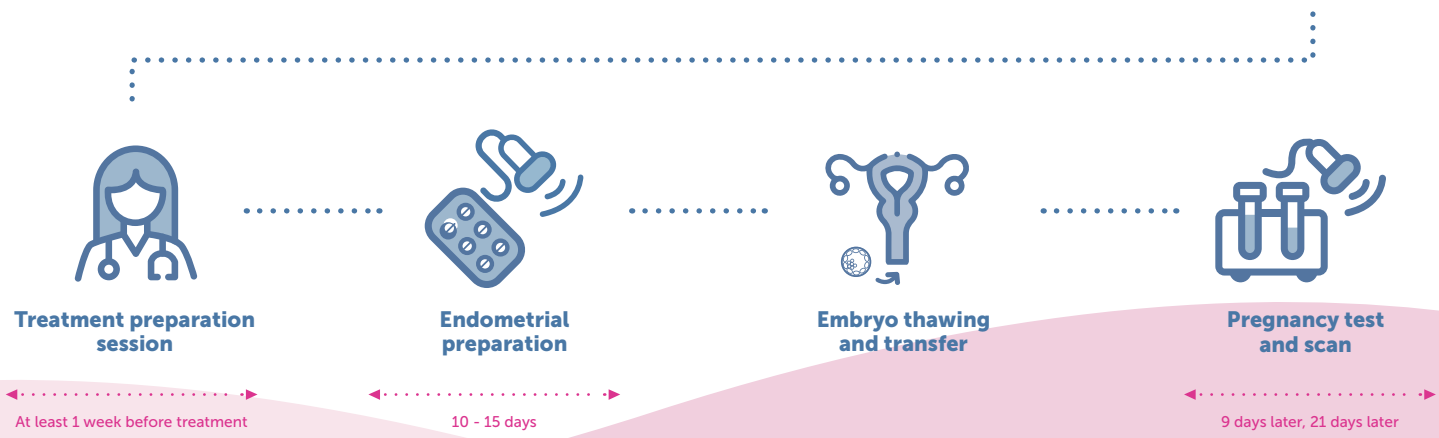 Treatment preparation
session
Endometrial
preparation
Embryo thawing
and transfer
Pregnancy test
and scan
At least 1 week before treatment
10 - 15 days
9 days later, 21 days later